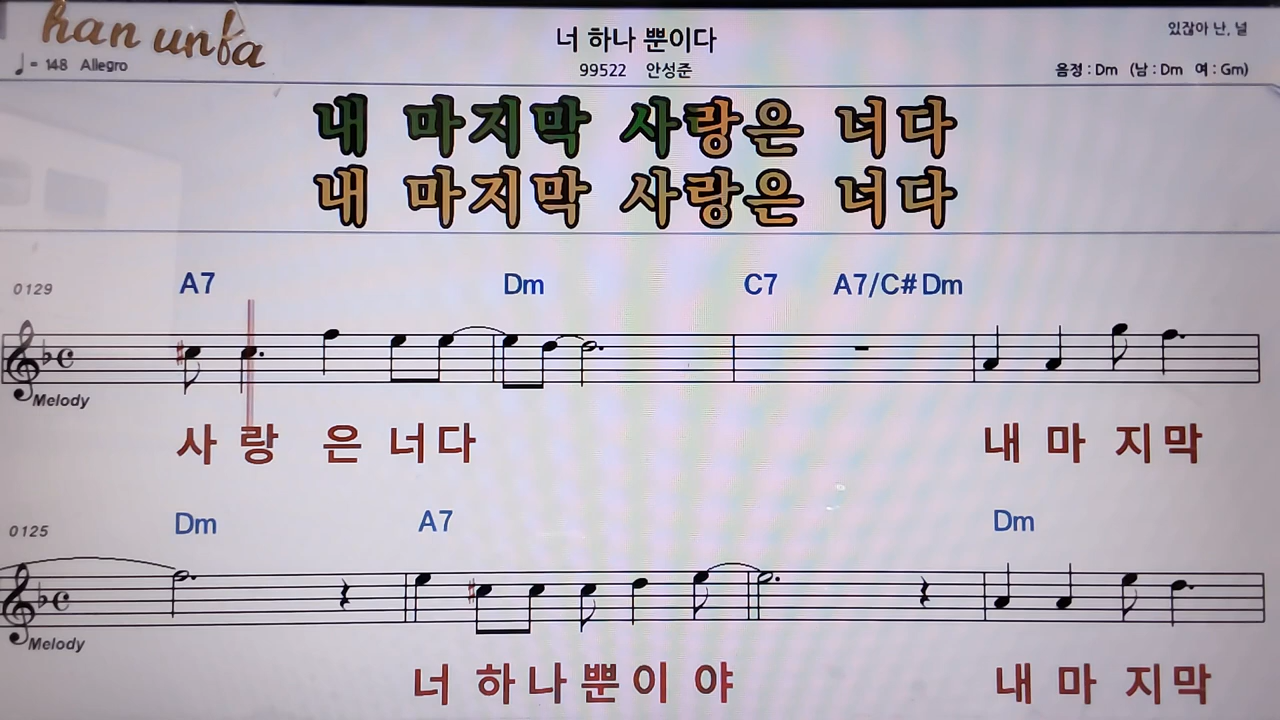 han unfa
너 하나 뿐이다
있잖아 난, 널
♩= 148 Allegro
99522 안성준
음정 : Dm (남 : Dm 여 : Gm)
내 마지막 사랑은 너다
내 마지막 사랑은 너다
0129 A7 Dm C7 A7/C# Dm
Melody
사 랑 은 너 다 내 마 지 막
0125 Dm A7 Dm
Melody
너 하 나 뿐 이 야 내 마 지 막